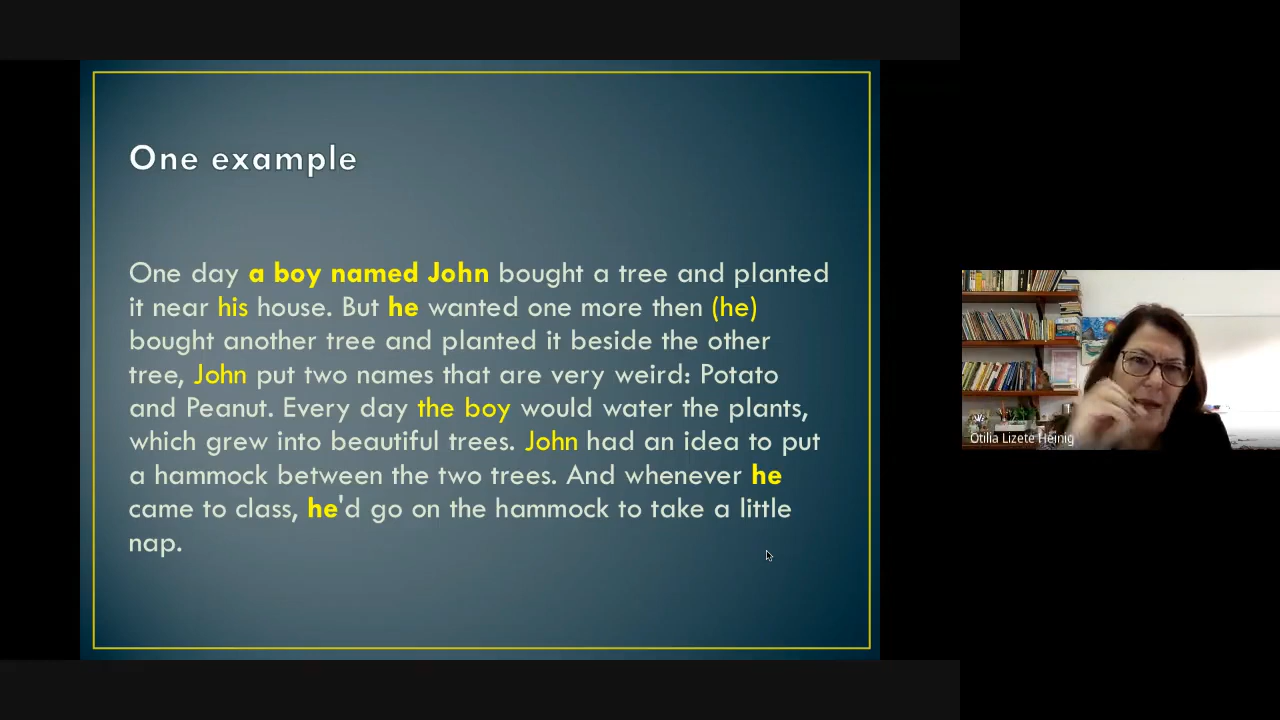 One example
One day a boy named John bought a tree and planted
it near his house. But he wanted one more then (he)
bought another tree and planted it beside the other
tree, John put two names that are very weird: Potato
and Peanut. Every day the boy would water the plants,
which grew into beautiful trees. John had an idea to put
a hammock between the two trees. And whenever he
came to class, he'd go on the hammock to take a little
nap.
Otilia Lizete Heinig